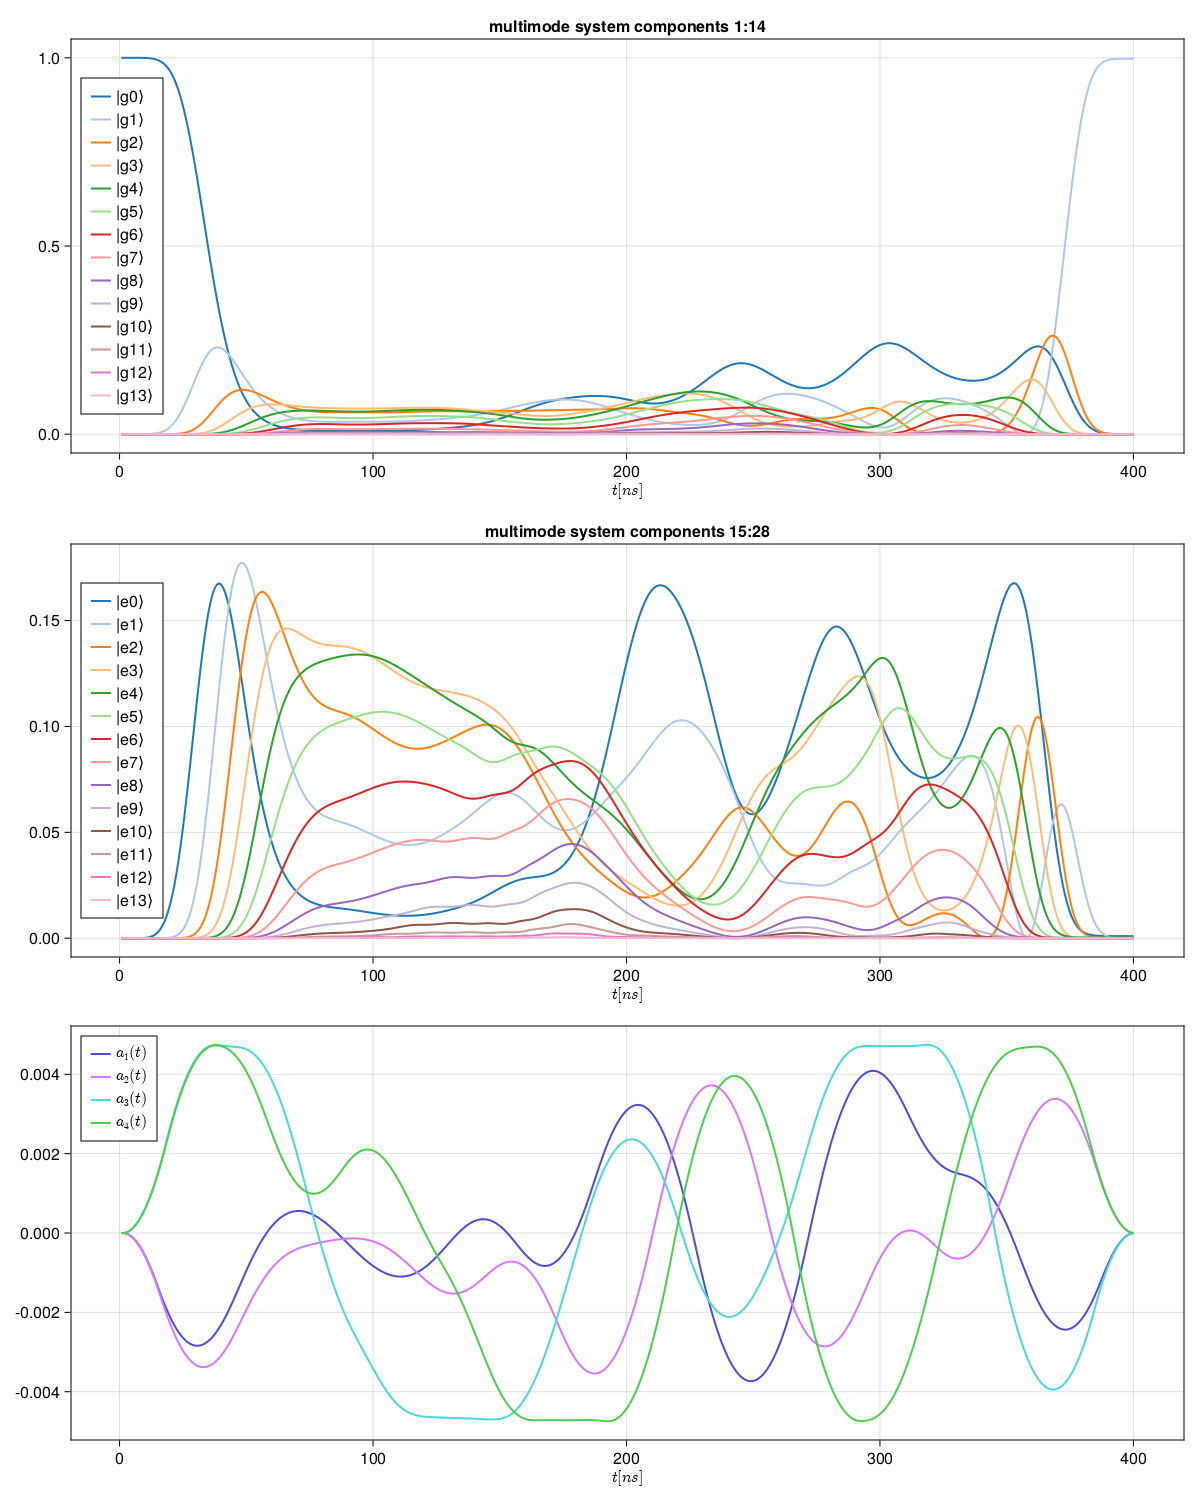 multimode system components 1:14
1.0
0.5
0.0
|g0⟩
|g1⟩
|g2⟩
|g3⟩
|g4⟩
|g5⟩
|g6⟩
|g7⟩
|g8⟩
|g9⟩
|g10⟩
|g11⟩
|g12⟩
|g13⟩
0 100 200 300 400
t[ns]
multimode system components 15:28
0.15
0.10
0.05
0.00
|e0⟩
|e1⟩
|e2⟩
|e3⟩
|e4⟩
|e5⟩
|e6⟩
|e7⟩
|e8⟩
|e9⟩
|e10⟩
|e11⟩
|e12⟩
|e13⟩
0 100 200 300 400
t[ns]
0.004
0.002
0.000
-0.002
-0.004
a₁(t)
a₂(t)
a₃(t)
a₄(t)
0 100 200 300 400
t[ns]